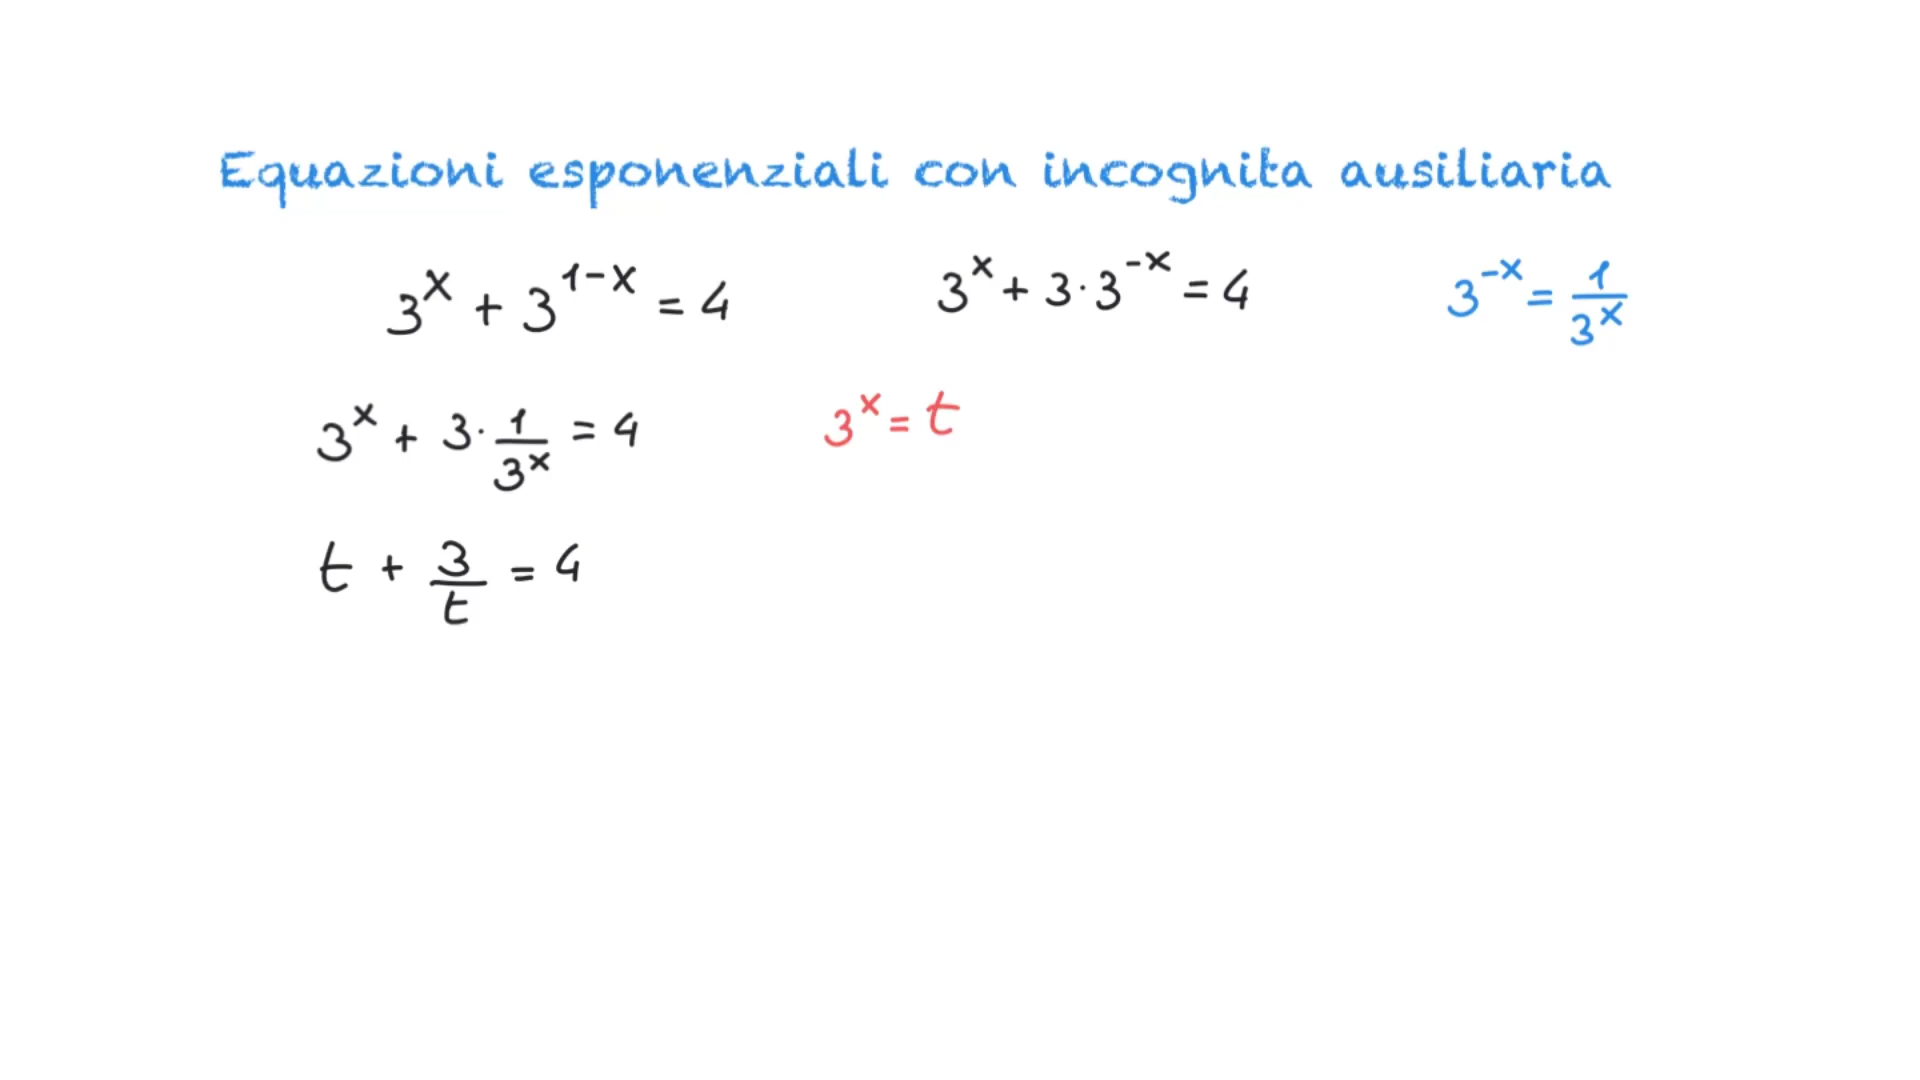 Equazioni esponenziali con incognita ausiliaria
3^x + 3^(1-x) = 4
3^x + 3·3^(-x) = 4
3^(-x) = 1/3^x
3^x + 3·1/3^x = 4
3^x = t
t + 3/t = 4